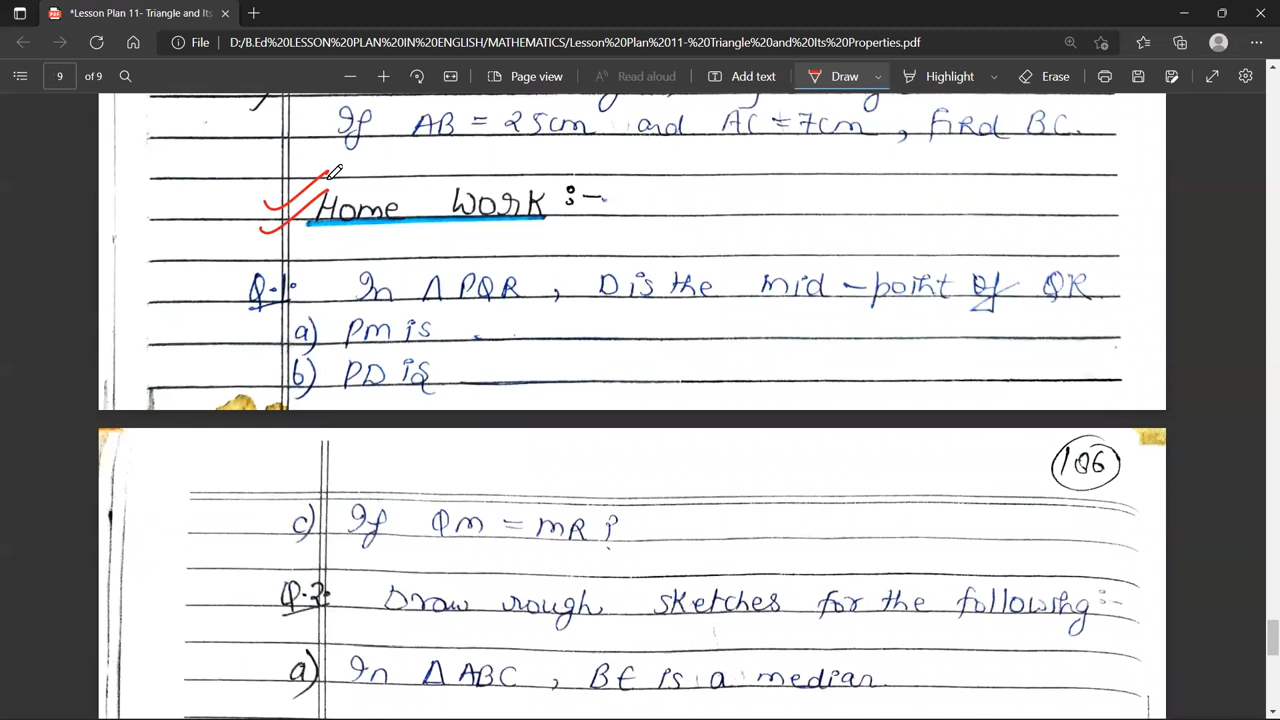 *Lesson Plan 11- Triangle and It:
File D:/B.Ed%20LESSON%20PLAN%20IN%20ENGLISH/MATHEMATICS/Lesson%20Plan%2011-%20Triangle%20and%20Its%20Properties.pdf
9 of 9 Page view Read aloud Add text Draw Highlight Erase
If AB = 25cm and AC = 7cm, find BC.
Home Work :-
Q.1: In Δ PQR, D is the mid-point of QR
a) PM is
b) PD is
106
c) If QM = MR?
Q.2: Draw rough sketches for the following:-
a) In Δ ABC, BE is a median.